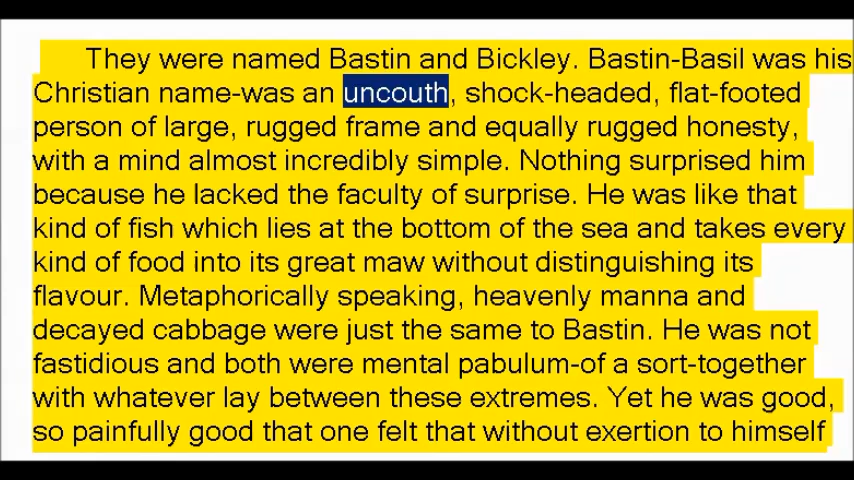 They were named Bastin and Bickley. Bastin-Basil was his
Christian name-was an uncouth, shock-headed, flat-footed
person of large, rugged frame and equally rugged honesty,
with a mind almost incredibly simple. Nothing surprised him
because he lacked the faculty of surprise. He was like that
kind of fish which lies at the bottom of the sea and takes every
kind of food into its great maw without distinguishing its
flavour. Metaphorically speaking, heavenly manna and
decayed cabbage were just the same to Bastin. He was not
fastidious and both were mental pabulum-of a sort-together
with whatever lay between these extremes. Yet he was good,
so painfully good that one felt that without exertion to himself